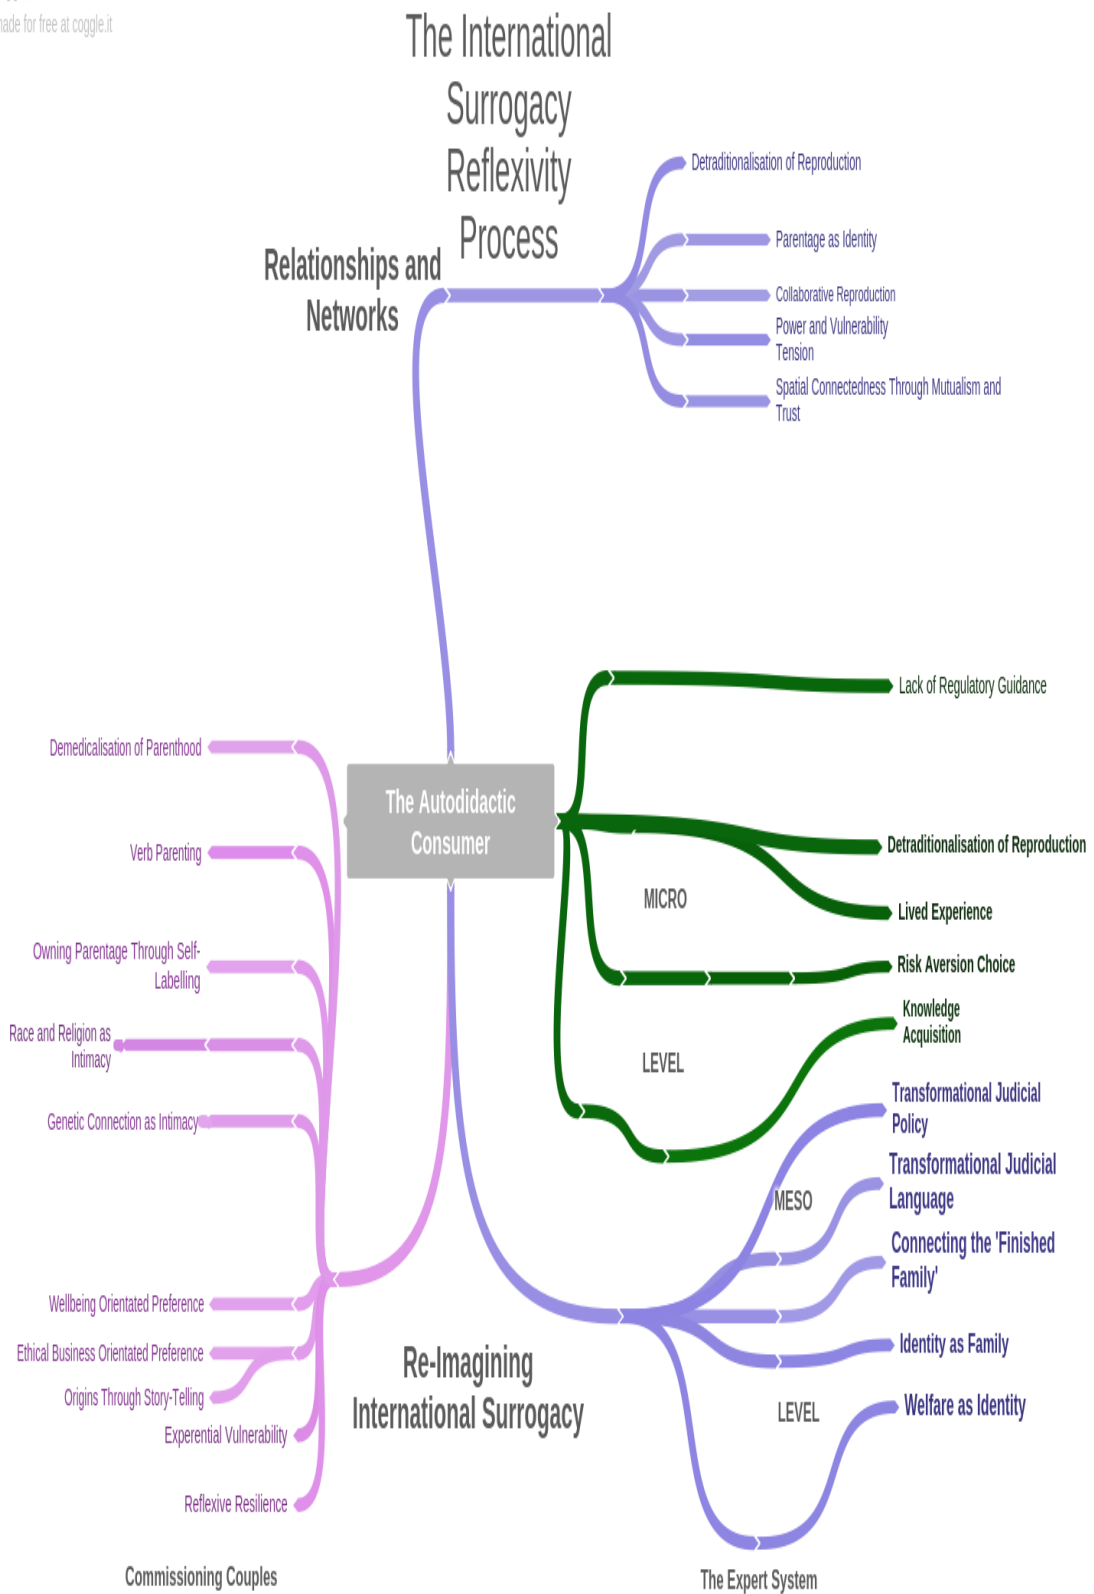 made for free at coggle.it
The International
Surrogacy
Reflexivity
Process
Relationships and
Networks
Detraditionalisation of Reproduction
Parentage as Identity
Collaborative Reproduction
Power and Vulnerability
Tension
Spatial Connectedness Through Mutualism and
Trust
The Autodidactic
Consumer
Lack of Regulatory Guidance
Detraditionalisation of Reproduction
Lived Experience
Risk Aversion Choice
Knowledge
Acquisition
MICRO
LEVEL
Demedicalisation of Parenthood
Verb Parenting
Owning Parentage Through Self-
Labelling
Race and Religion as
Intimacy
Genetic Connection as Intimacy
Wellbeing Orientated Preference
Ethical Business Orientated Preference
Origins Through Story-Telling
Experential Vulnerability
Reflexive Resilience
Commissioning Couples
Re-Imagining
International Surrogacy
Transformational Judicial
Policy
Transformational Judicial
Language
Connecting the 'Finished
Family'
Identity as Family
Welfare as Identity
MESO
LEVEL
The Expert System